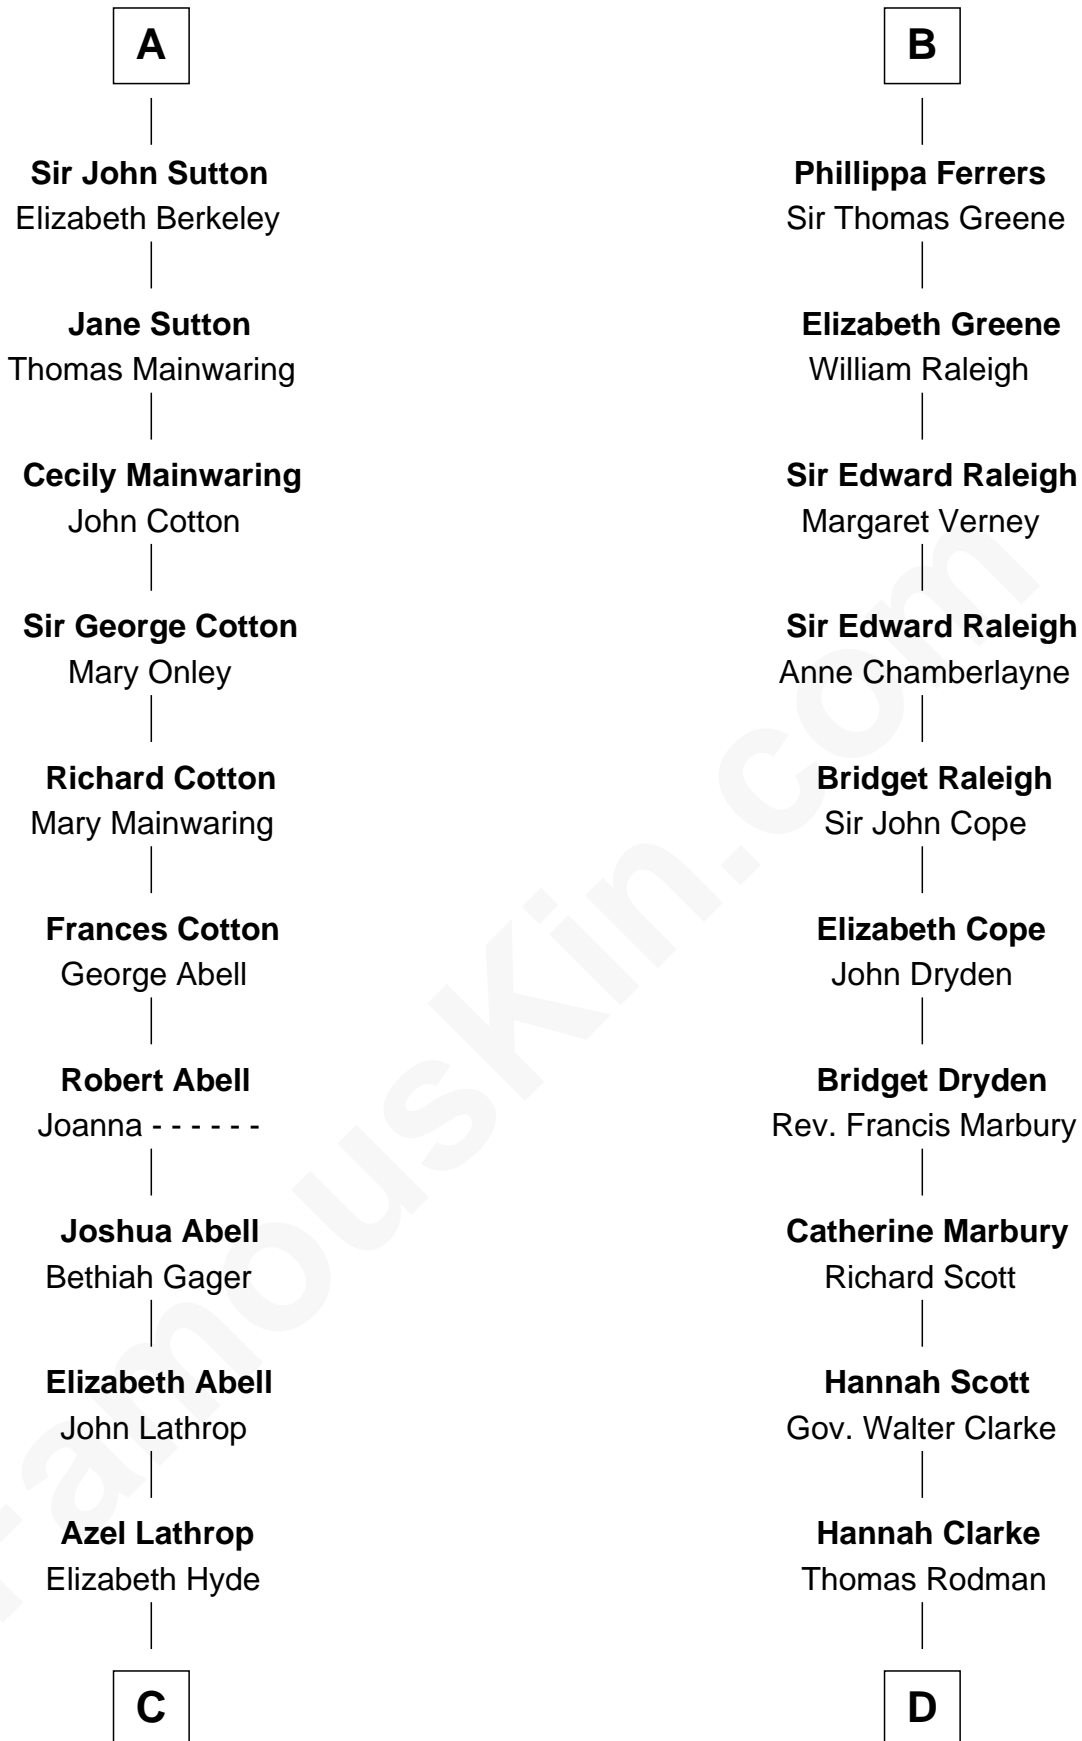 A
Sir John Sutton
Elizabeth Berkeley
Jane Sutton
Thomas Mainwaring
Cecily Mainwaring
John Cotton
Sir George Cotton
Mary Onley
Richard Cotton
Mary Mainwaring
Frances Cotton
George Abell
Robert Abell
Joanna - - - - - -
Joshua Abell
Bethiah Gager
Elizabeth Abell
John Lathrop
Azel Lathrop
Elizabeth Hyde
C
B
Phillippa Ferrers
Sir Thomas Greene
Elizabeth Greene
William Raleigh
Sir Edward Raleigh
Margaret Verney
Sir Edward Raleigh
Anne Chamberlayne
Bridget Raleigh
Sir John Cope
Elizabeth Cope
John Dryden
Bridget Dryden
Rev. Francis Marbury
Catherine Marbury
Richard Scott
Hannah Scott
Gov. Walter Clarke
Hannah Clarke
Thomas Rodman
D
FamousKin.com